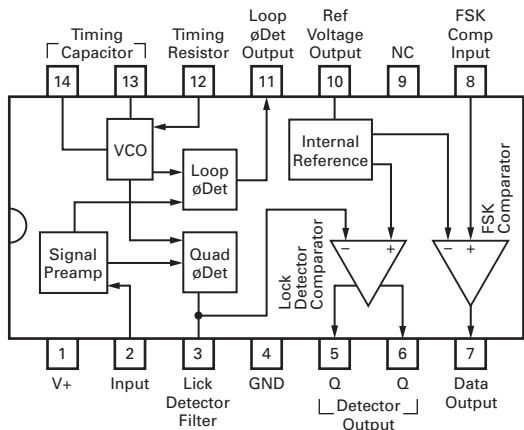 Timing
Capacitor
Timing
Resistor
Loop
øDet
Output
Ref
Voltage
Output
NC
FSK
Comp
Input
14
13
12
11
10
9
8
VCO
Loop
øDet
Internal
Reference
Signal
Preamp
Quad
øDet
Lock
Detector
Comparator
− +
− +
FSK
Comparator
1
2
3
4
5
6
7
V+
Input
Lick
Detector
Filter
GND
Q
Q
Detector
Output
Data
Output